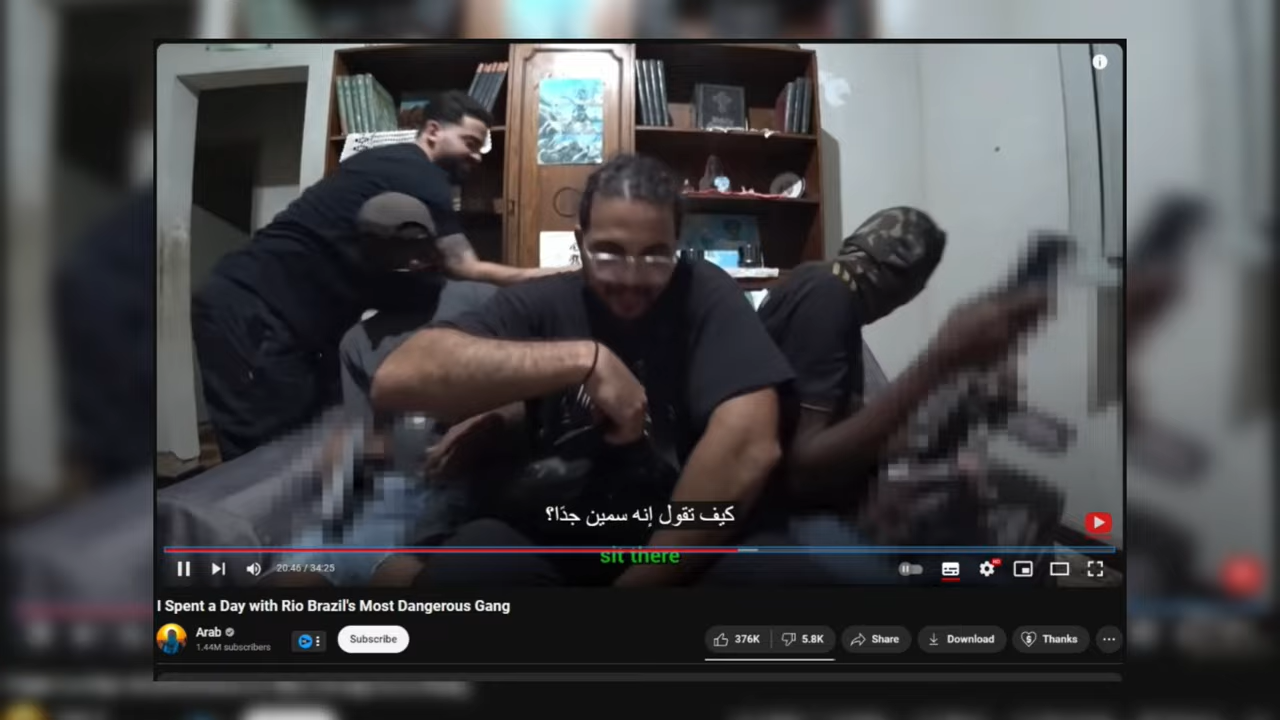 كيف تقول إنه سمين جدًا؟
sit there
20:46 / 34:25
I Spent a Day with Rio Brazil's Most Dangerous Gang
Arab
1.44M subscribers
Subscribe
376K
5.8K
Share
Download
Thanks